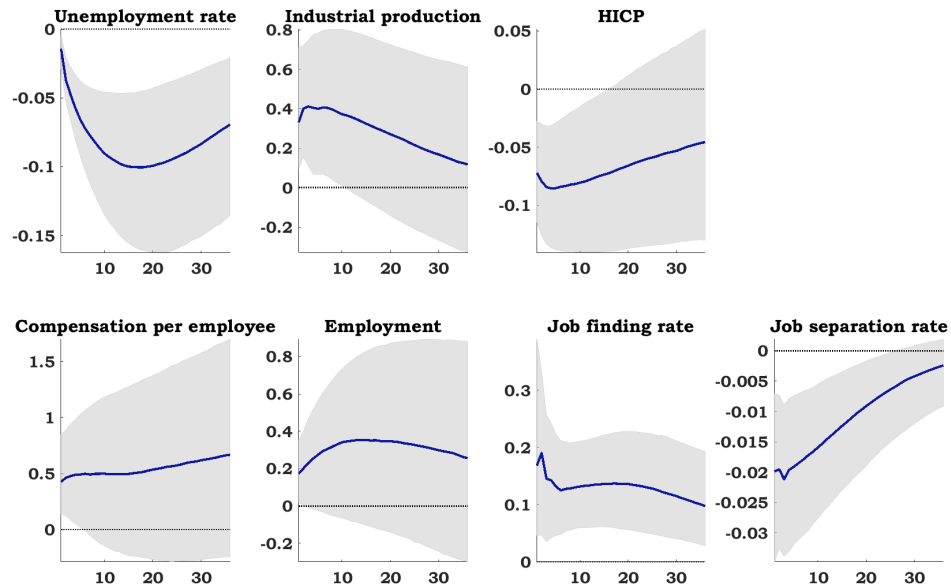 Unemployment rate
0
-0.05
-0.1
-0.15
10 20 30
Industrial production
0.8
0.6
0.4
0.2
0
-0.2
10 20 30
HICP
0.05
0
-0.05
-0.1
10 20 30
Compensation per employee
1.5
1
0.5
0
10 20 30
Employment
0.8
0.6
0.4
0.2
0
-0.2
10 20 30
Job finding rate
0.3
0.2
0.1
0
10 20 30
Job separation rate
0
-0.005
-0.01
-0.015
-0.02
-0.025
-0.03
10 20 30